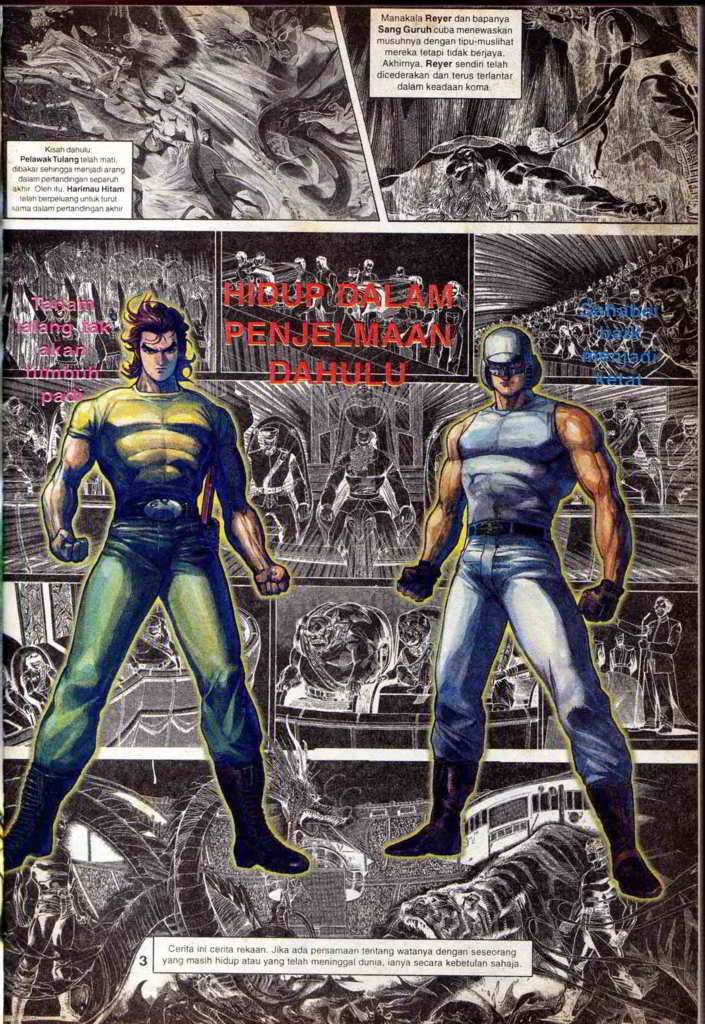 Manakala Reyer dan bapanya
Sang Guruh cuba menewaskan
musuhnya dengan tipu-muslihat
mereka tetapi tidak berjaya.
Akhirnya, Reyer sendiri telah
dicederakan dan terus terlantar
dalam keadaan koma.
Kisah dahulu:
Pelawak Tulang telah mati,
dibakar sehingga menjadi arang
dalam pertandingan separuh
akhir. Oleh itu, Harimau Hitam
telah berpeluang untuk turut
sama dalam pertandingan akhir
Tanam
lalang tak
akan
tumbuh
padi
HIDUP DALAM
PENJELMAAN
DAHULU
Sahabat
naik
menjadi
3
Cerita ini cerita rekaan. Jika ada persamaan tentang watanya dengan seseorang
yang masih hidup atau yang telah meninggal dunia, ianya secara kebetulan sahaja.